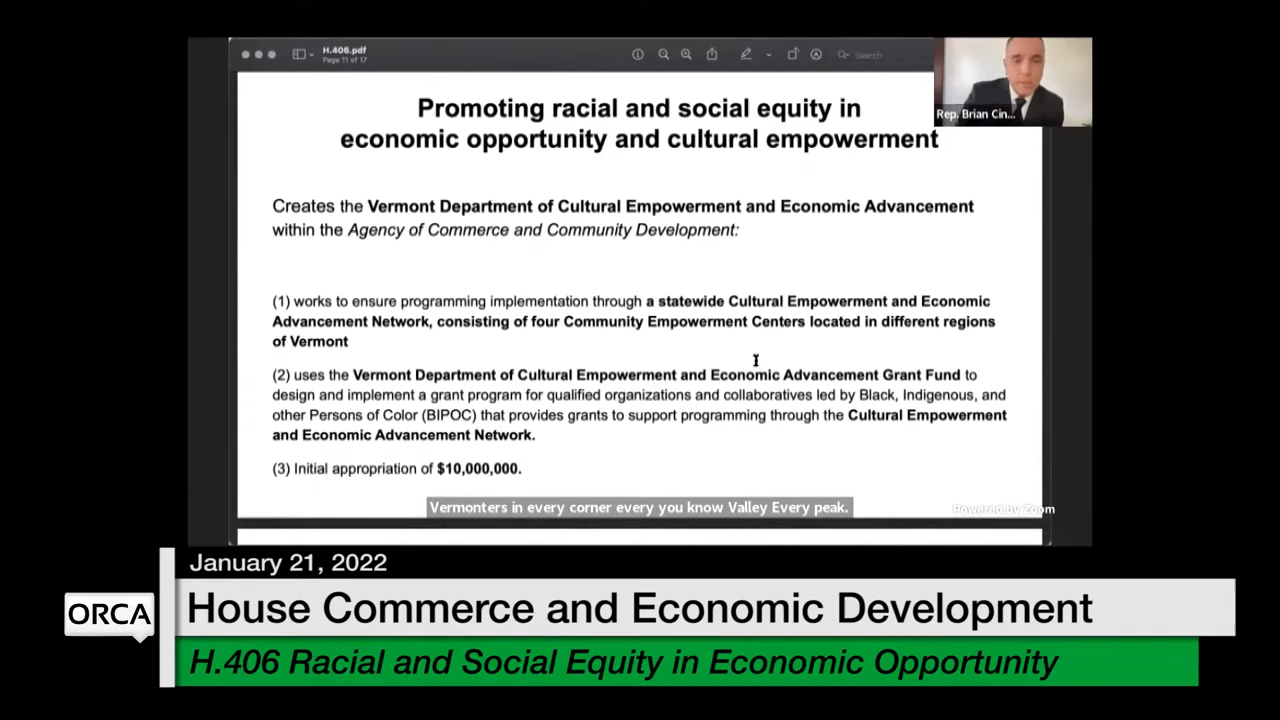 H.406.pdf
Page 11 of 17
Search
Promoting racial and social equity in
economic opportunity and cultural empowerment
Rep. Brian Cin...
Creates the Vermont Department of Cultural Empowerment and Economic Advancement
within the Agency of Commerce and Community Development:
(1) works to ensure programming implementation through a statewide Cultural Empowerment and Economic
Advancement Network, consisting of four Community Empowerment Centers located in different regions
of Vermont
(2) uses the Vermont Department of Cultural Empowerment and Economic Advancement Grant Fund to
design and implement a grant program for qualified organizations and collaboratives led by Black, Indigenous, and
other Persons of Color (BIPOC) that provides grants to support programming through the Cultural Empowerment
and Economic Advancement Network.
(3) Initial appropriation of $10,000,000.
Vermonters in every corner every you know Valley Every peak.
Powered by Zoom
January 21, 2022
ORCA
House Commerce and Economic Development
H.406 Racial and Social Equity in Economic Opportunity